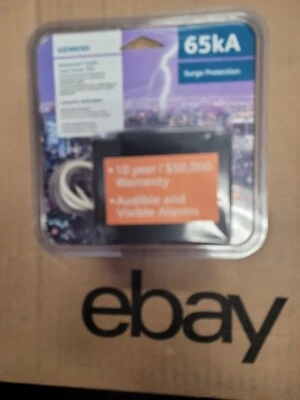 SIEMENS
65kA
Surge Protection
• 10 year / $50,000
Warranty
• Audible and
Visible Alarms
ebay